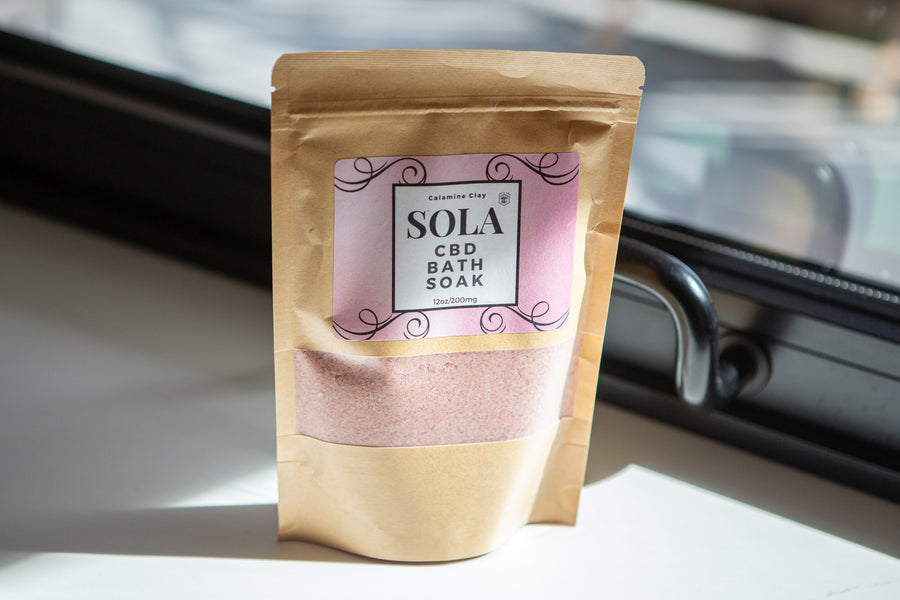 Calamine Clay
SOLA
CBD
BATH
SOAK
12oz/200mg